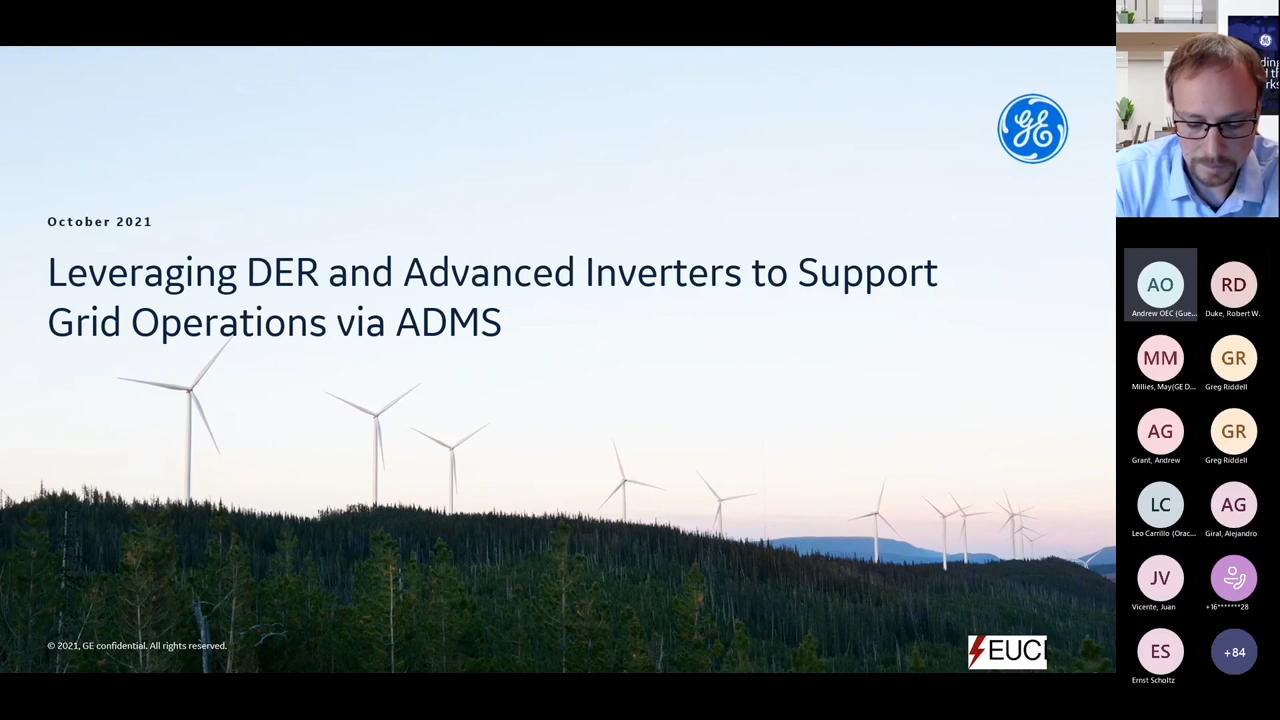 October 2021
Leveraging DER and Advanced Inverters to Support
Grid Operations via ADMS
© 2021, GE confidential. All rights reserved.
GE
EUCI
GE
AO
Andrew OEC (Gue...
RD
Duke, Robert W.
MM
Millies, May(GE D...
GR
Greg Riddell
AG
Grant, Andrew
GR
Greg Riddell
LC
Leo Carrillo (Orac...
AG
Giral, Alejandro
JV
Vicente, Juan
+16*******28
ES
Ernst Scholtz
+84